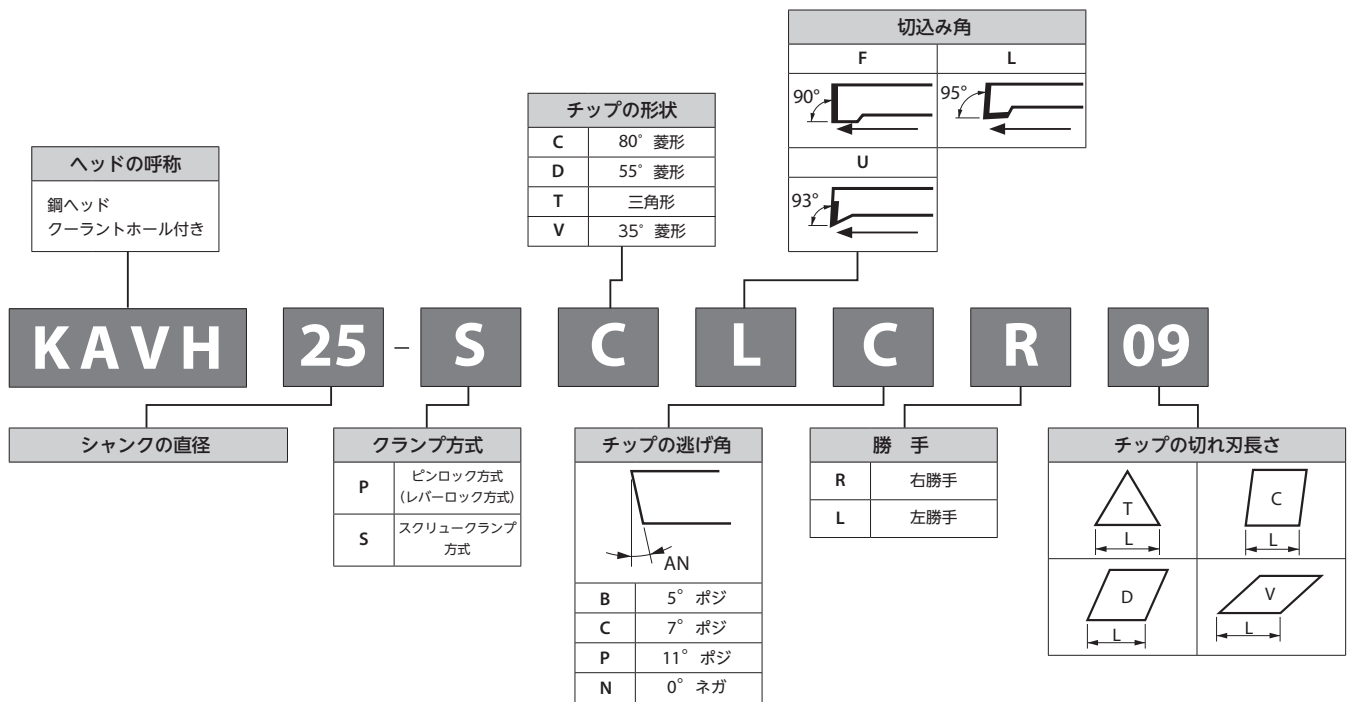 切込み角
F
L
90°
95°
U
93°
チップの形状
C 80° 菱形
D 55° 菱形
T 三角形
V 35° 菱形
ヘッドの呼称
鋼ヘッド
クーラントホール付き
KAVH 25 - S C L C R 09
シャンクの直径
クランプ方式
P ピンロック方式
(レバーロック方式)
S スクリュークランプ
方式
チップの逃げ角
AN
B 5° ポジ
C 7° ポジ
P 11° ポジ
N 0° ネガ
勝 手
R 右勝手
L 左勝手
チップの切れ刃長さ
T
L
C
L
D
L
V
L